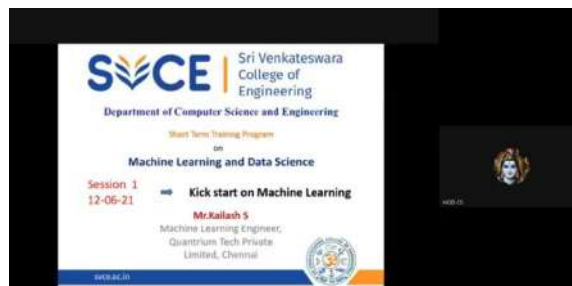 SVCE
Sri Venkateswara
College of
Engineering
Department of Computer Science and Engineering
Short Term Training Program
on
Machine Learning and Data Science
Session 1
12-06-21
Kick start on Machine Learning
Mr.Kailash S
Machine Learning Engineer,
Quantrium Tech Private
Limited, Chennai
svce.ac.in
HOD CS